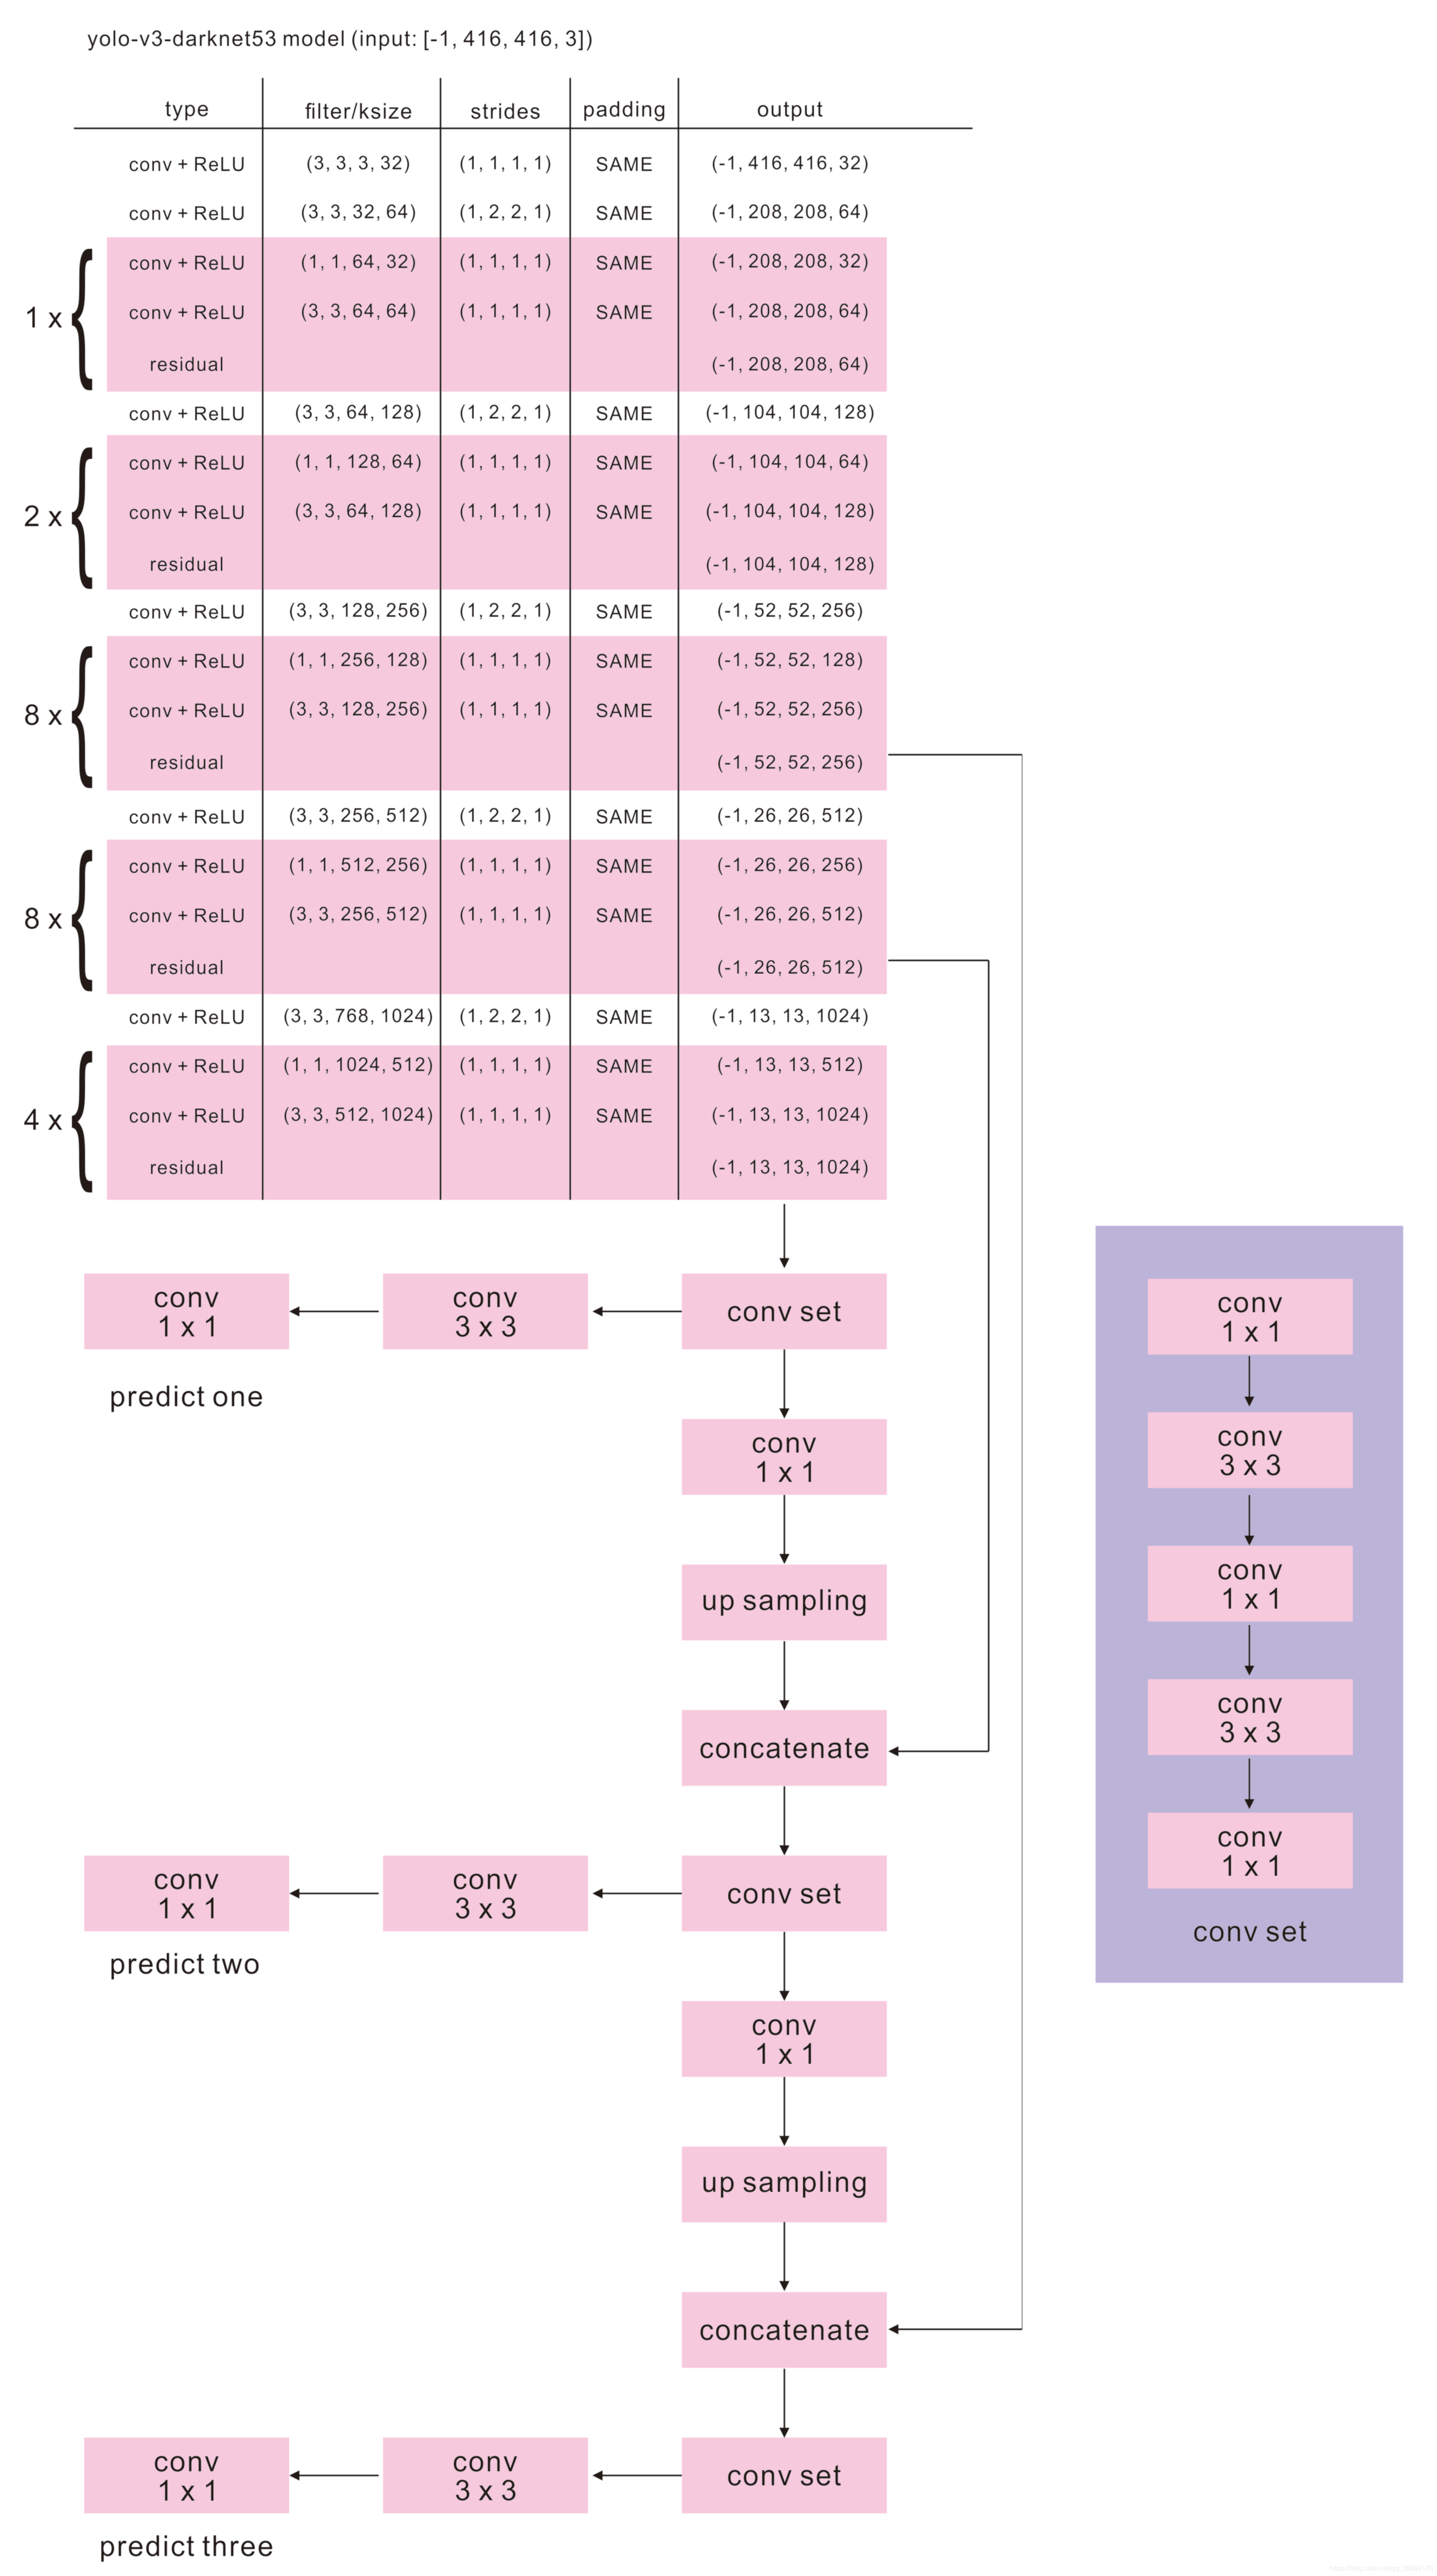 yolo-v3-darknet53 model (input: [-1, 416, 416, 3])
type filter/ksize strides padding output
conv + ReLU (3, 3, 3, 32) (1, 1, 1, 1) SAME (-1, 416, 416, 32)
conv + ReLU (3, 3, 32, 64) (1, 2, 2, 1) SAME (-1, 208, 208, 64)
conv + ReLU (1, 1, 64, 32) (1, 1, 1, 1) SAME (-1, 208, 208, 32)
1 x conv + ReLU (3, 3, 64, 64) (1, 1, 1, 1) SAME (-1, 208, 208, 64)
residual (-1, 208, 208, 64)
conv + ReLU (3, 3, 64, 128) (1, 2, 2, 1) SAME (-1, 104, 104, 128)
conv + ReLU (1, 1, 128, 64) (1, 1, 1, 1) SAME (-1, 104, 104, 64)
2 x conv + ReLU (3, 3, 64, 128) (1, 1, 1, 1) SAME (-1, 104, 104, 128)
residual (-1, 104, 104, 128)
conv + ReLU (3, 3, 128, 256) (1, 2, 2, 1) SAME (-1, 52, 52, 256)
conv + ReLU (1, 1, 256, 128) (1, 1, 1, 1) SAME (-1, 52, 52, 128)
8 x conv + ReLU (3, 3, 128, 256) (1, 1, 1, 1) SAME (-1, 52, 52, 256)
residual (-1, 52, 52, 256)
conv + ReLU (3, 3, 256, 512) (1, 2, 2, 1) SAME (-1, 26, 26, 512)
conv + ReLU (1, 1, 512, 256) (1, 1, 1, 1) SAME (-1, 26, 26, 256)
8 x conv + ReLU (3, 3, 256, 512) (1, 1, 1, 1) SAME (-1, 26, 26, 512)
residual (-1, 26, 26, 512)
conv + ReLU (3, 3, 768, 1024) (1, 2, 2, 1) SAME (-1, 13, 13, 1024)
conv + ReLU (1, 1, 1024, 512) (1, 1, 1, 1) SAME (-1, 13, 13, 512)
4 x conv + ReLU (3, 3, 512, 1024) (1, 1, 1, 1) SAME (-1, 13, 13, 1024)
residual (-1, 13, 13, 1024)
conv
1 x 1
conv
3 x 3
conv set
predict one
conv
1 x 1
up sampling
concatenate
conv
1 x 1
conv
3 x 3
conv set
predict two
conv
1 x 1
up sampling
concatenate
conv
1 x 1
conv
3 x 3
conv set
predict three
conv
1 x 1
conv
3 x 3
conv
1 x 1
conv
3 x 3
conv
1 x 1
conv set